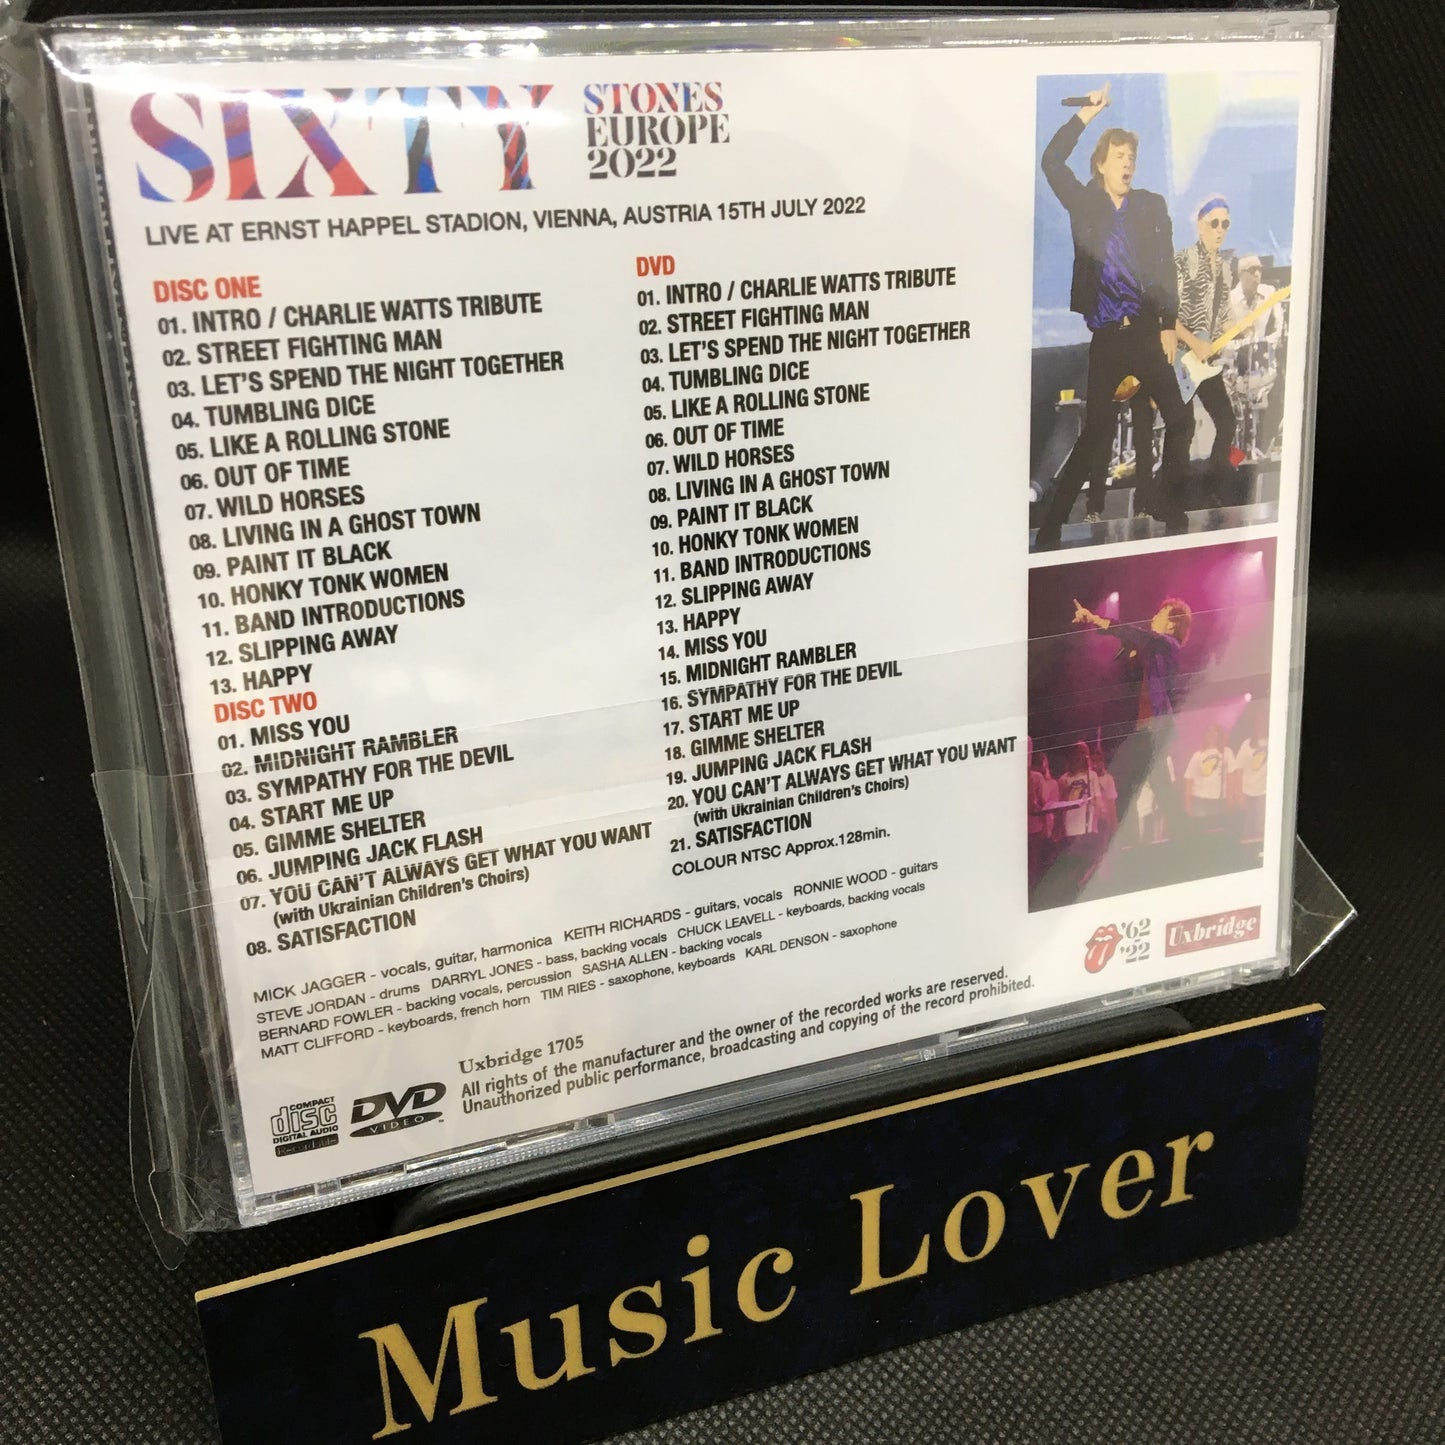 SIXTY
STONES
EUROPE
2022
LIVE AT ERNST HAPPEL STADION, VIENNA, AUSTRIA 15TH JULY 2022
DISC ONE
01. INTRO / CHARLIE WATTS TRIBUTE
02. STREET FIGHTING MAN
03. LET'S SPEND THE NIGHT TOGETHER
04. TUMBLING DICE
05. LIKE A ROLLING STONE
06. OUT OF TIME
07. WILD HORSES
08. LIVING IN A GHOST TOWN
09. PAINT IT BLACK
10. HONKY TONK WOMEN
11. BAND INTRODUCTIONS
12. SLIPPING AWAY
13. HAPPY
DISC TWO
01. MISS YOU
02. MIDNIGHT RAMBLER
03. SYMPATHY FOR THE DEVIL
04. START ME UP
05. GIMME SHELTER
06. JUMPING JACK FLASH
07. YOU CAN'T ALWAYS GET WHAT YOU WANT
(with Ukrainian Children's Choirs)
08. SATISFACTION
DVD
01. INTRO / CHARLIE WATTS TRIBUTE
02. STREET FIGHTING MAN
03. LET'S SPEND THE NIGHT TOGETHER
04. TUMBLING DICE
05. LIKE A ROLLING STONE
06. OUT OF TIME
07. WILD HORSES
08. LIVING IN A GHOST TOWN
09. PAINT IT BLACK
10. HONKY TONK WOMEN
11. BAND INTRODUCTIONS
12. SLIPPING AWAY
13. HAPPY
14. MISS YOU
15. MIDNIGHT RAMBLER
16. SYMPATHY FOR THE DEVIL
17. START ME UP
18. GIMME SHELTER
19. JUMPING JACK FLASH
20. YOU CAN'T ALWAYS GET WHAT YOU WANT
(with Ukrainian Children's Choirs)
21. SATISFACTION
COLOUR NTSC Approx.128min.
MICK JAGGER - vocals, guitar, harmonica KEITH RICHARDS - guitars, vocals RONNIE WOOD - guitars
STEVE JORDAN - drums DARRYL JONES - bass, backing vocals CHUCK LEAVELL - keyboards, backing vocals
BERNARD FOWLER - backing vocals, percussion SASHA ALLEN - backing vocals
MATT CLIFFORD - keyboards, french horn TIM RIES - saxophone, keyboards KARL DENSON - saxophone
'62
-
'22
Uxbridge
COMPACT
disc
DIGITAL AUDIO
Recordable
DVD
VIDEO
Uxbridge 1705
All rights of the manufacturer and the owner of the recorded works are reserved.
Unauthorized public performance, broadcasting and copying of the record prohibited.
Music Lover